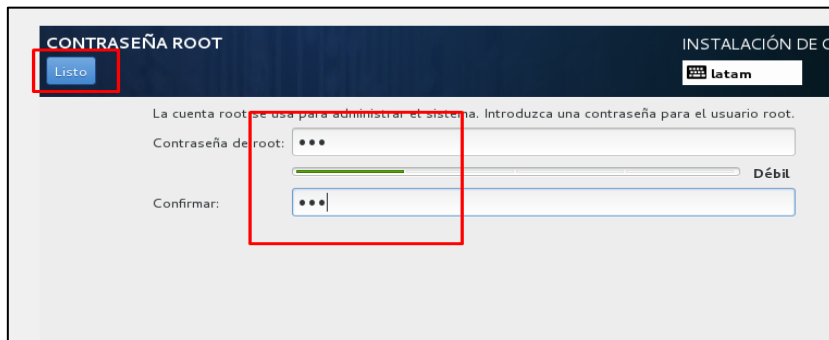 CONTRASEÑA ROOT
INSTALACIÓN DE
Listo
latam
La cuenta root se usa para administrar el sistema. Introduzca una contraseña para el usuario root.
Contraseña de root: •••
Débil
Confirmar: •••